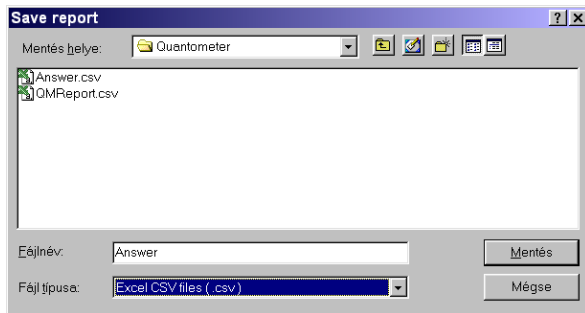 Save report
Mentés helye: Quantometer
Answer.csv
QMReport.csv
Fájlnév: Answer Mentés
Fájl típusa: Excel CSV files (.csv) Mégse